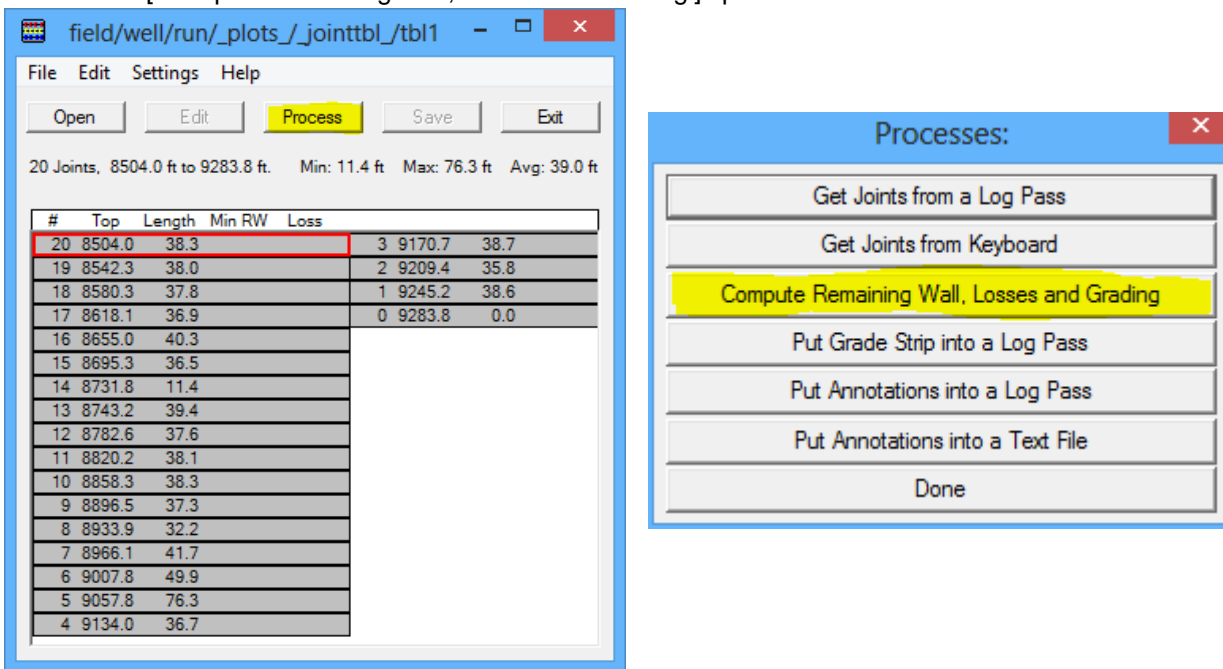 field/well/run/_plots_/_jointtbl_/tbl1
File Edit Settings Help
Open Edit Process Save Exit
20 Joints, 8504.0 ft to 9283.8 ft. Min: 11.4 ft Max: 76.3 ft Avg: 39.0 ft
# Top Length Min RW Loss
20 8504.0 38.3 3 9170.7 38.7
19 8542.3 38.0 2 9209.4 35.8
18 8580.3 37.8 1 9245.2 38.6
17 8618.1 36.9 0 9283.8 0.0
16 8655.0 40.3
15 8695.3 36.5
14 8731.8 11.4
13 8743.2 39.4
12 8782.6 37.6
11 8820.2 38.1
10 8858.3 38.3
9 8896.5 37.3
8 8933.9 32.2
7 8966.1 41.7
6 9007.8 49.9
5 9057.8 76.3
4 9134.0 36.7
Processes:
Get Joints from a Log Pass
Get Joints from Keyboard
Compute Remaining Wall, Losses and Grading
Put Grade Strip into a Log Pass
Put Annotations into a Log Pass
Put Annotations into a Text File
Done